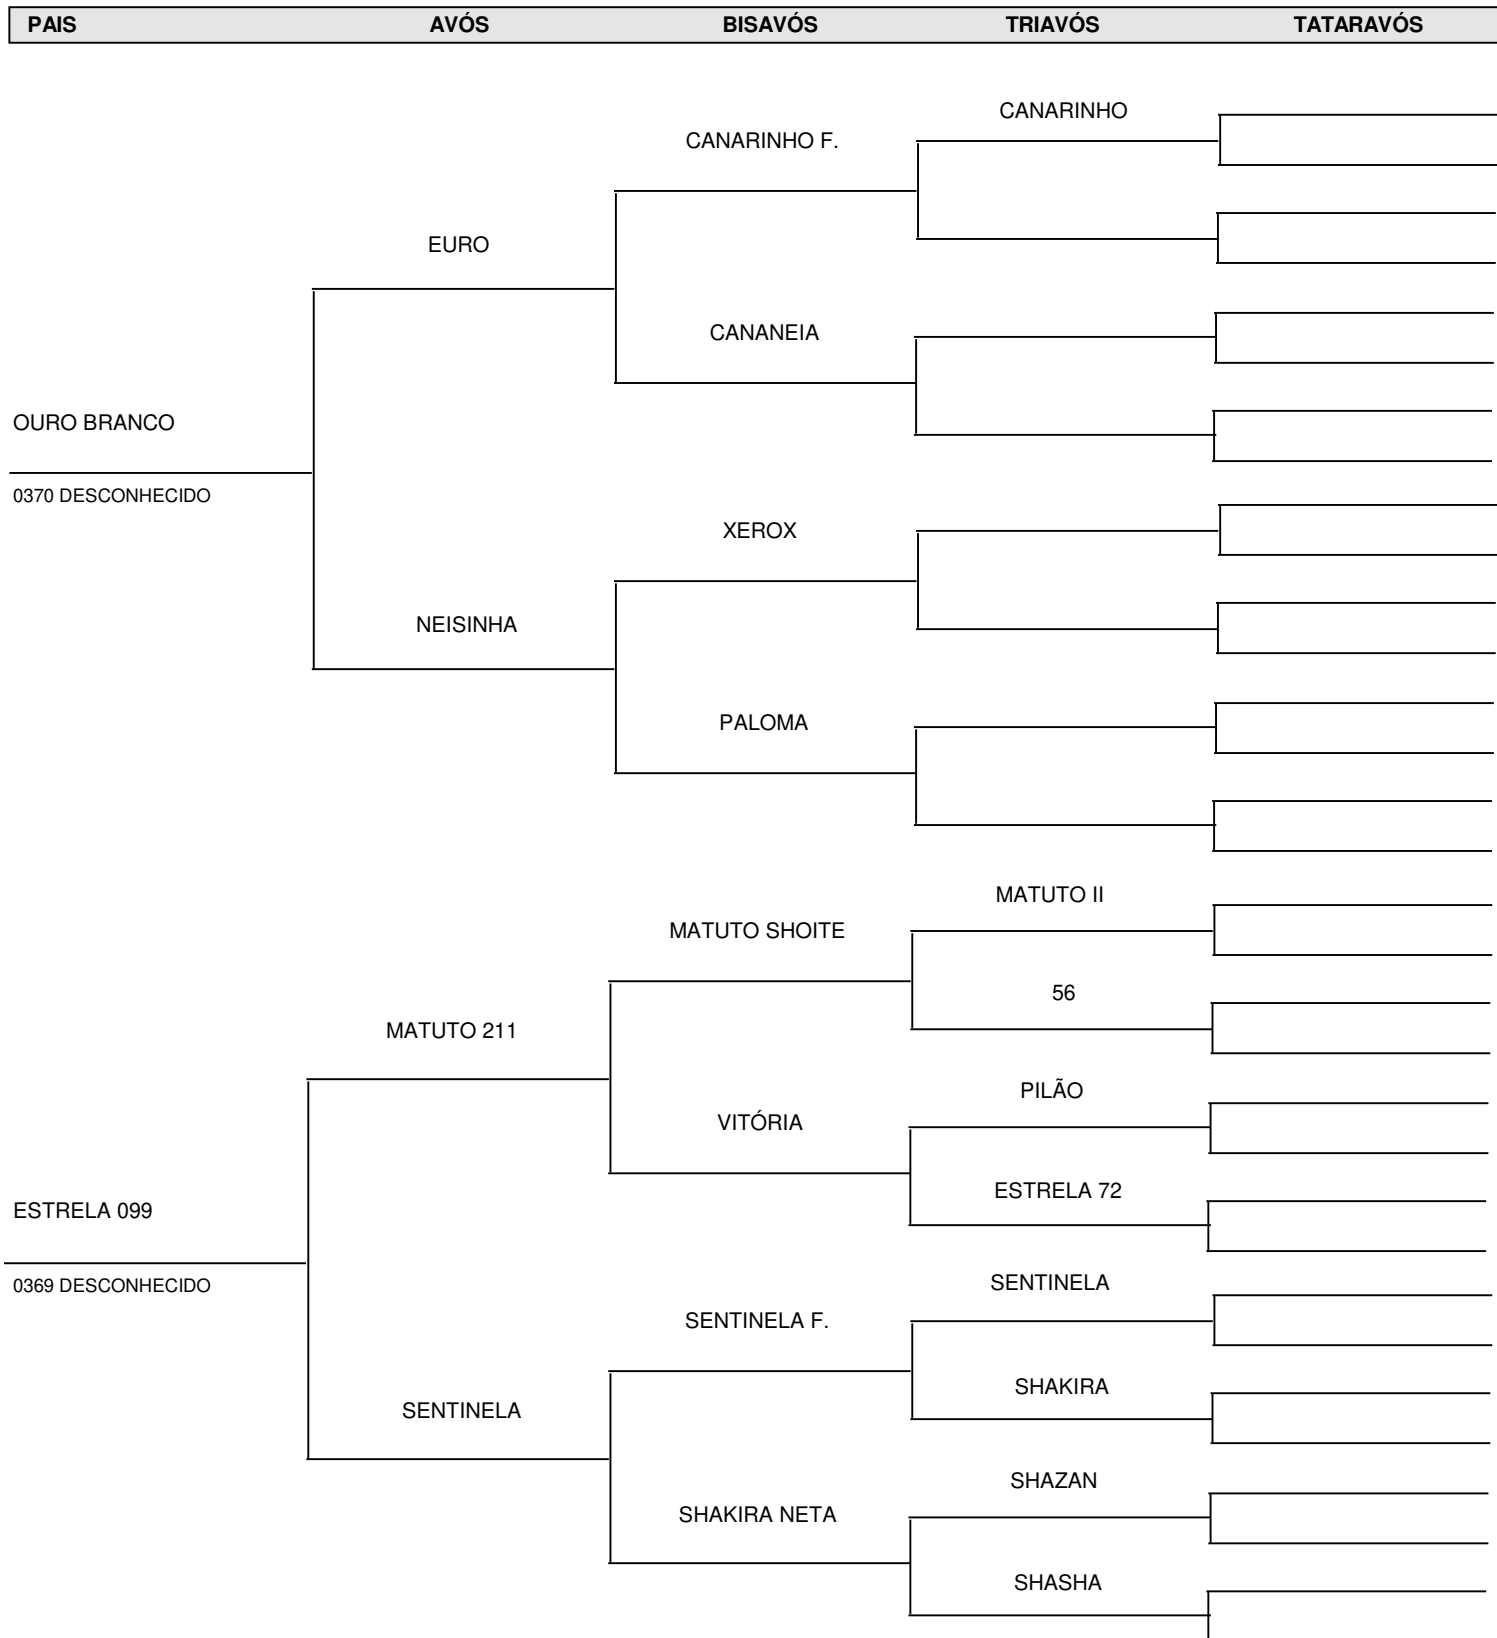 PAIS AVÓS BISAVÓS TRIAVÓS TATARAVÓS
CANARINHO
CANARINHO F.
EURO
CANANEIA
OURO BRANCO
0370 DESCONHECIDO
XEROX
NEISINHA
PALOMA
MATUTO II
MATUTO SHOITE
56
MATUTO 211
PILÃO
VITÓRIA
ESTRELA 72
ESTRELA 099
0369 DESCONHECIDO
SENTINELA
SENTINELA F.
SHAKIRA
SENTINELA
SHAZAN
SHAKIRA NETA
SHASHA